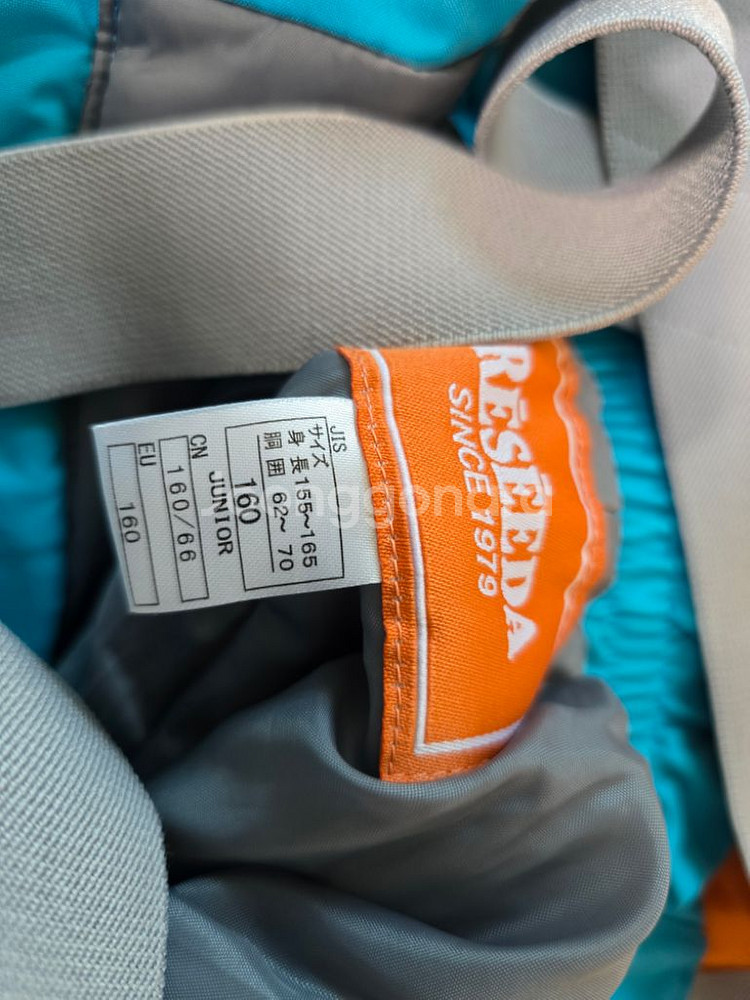 RESEEDA
SINCE 1979
JIS
サイズ
身長155~165
胴囲 62~ 70
160
JUNIOR
CN 160/66
EU 160